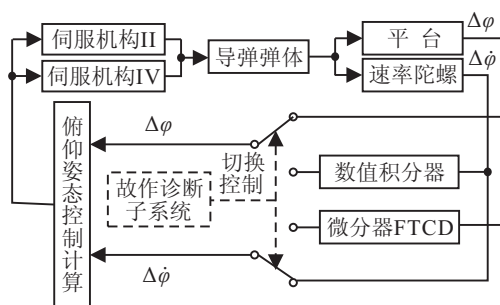 伺服机构II
伺服机构IV
导弹弹体
平 台
速率陀螺
Δφ
Δφ̇
俯仰姿态控制计算
Δφ
切换
控制
故作诊断
子系统
数值积分器
微分器FTCD
Δφ̇